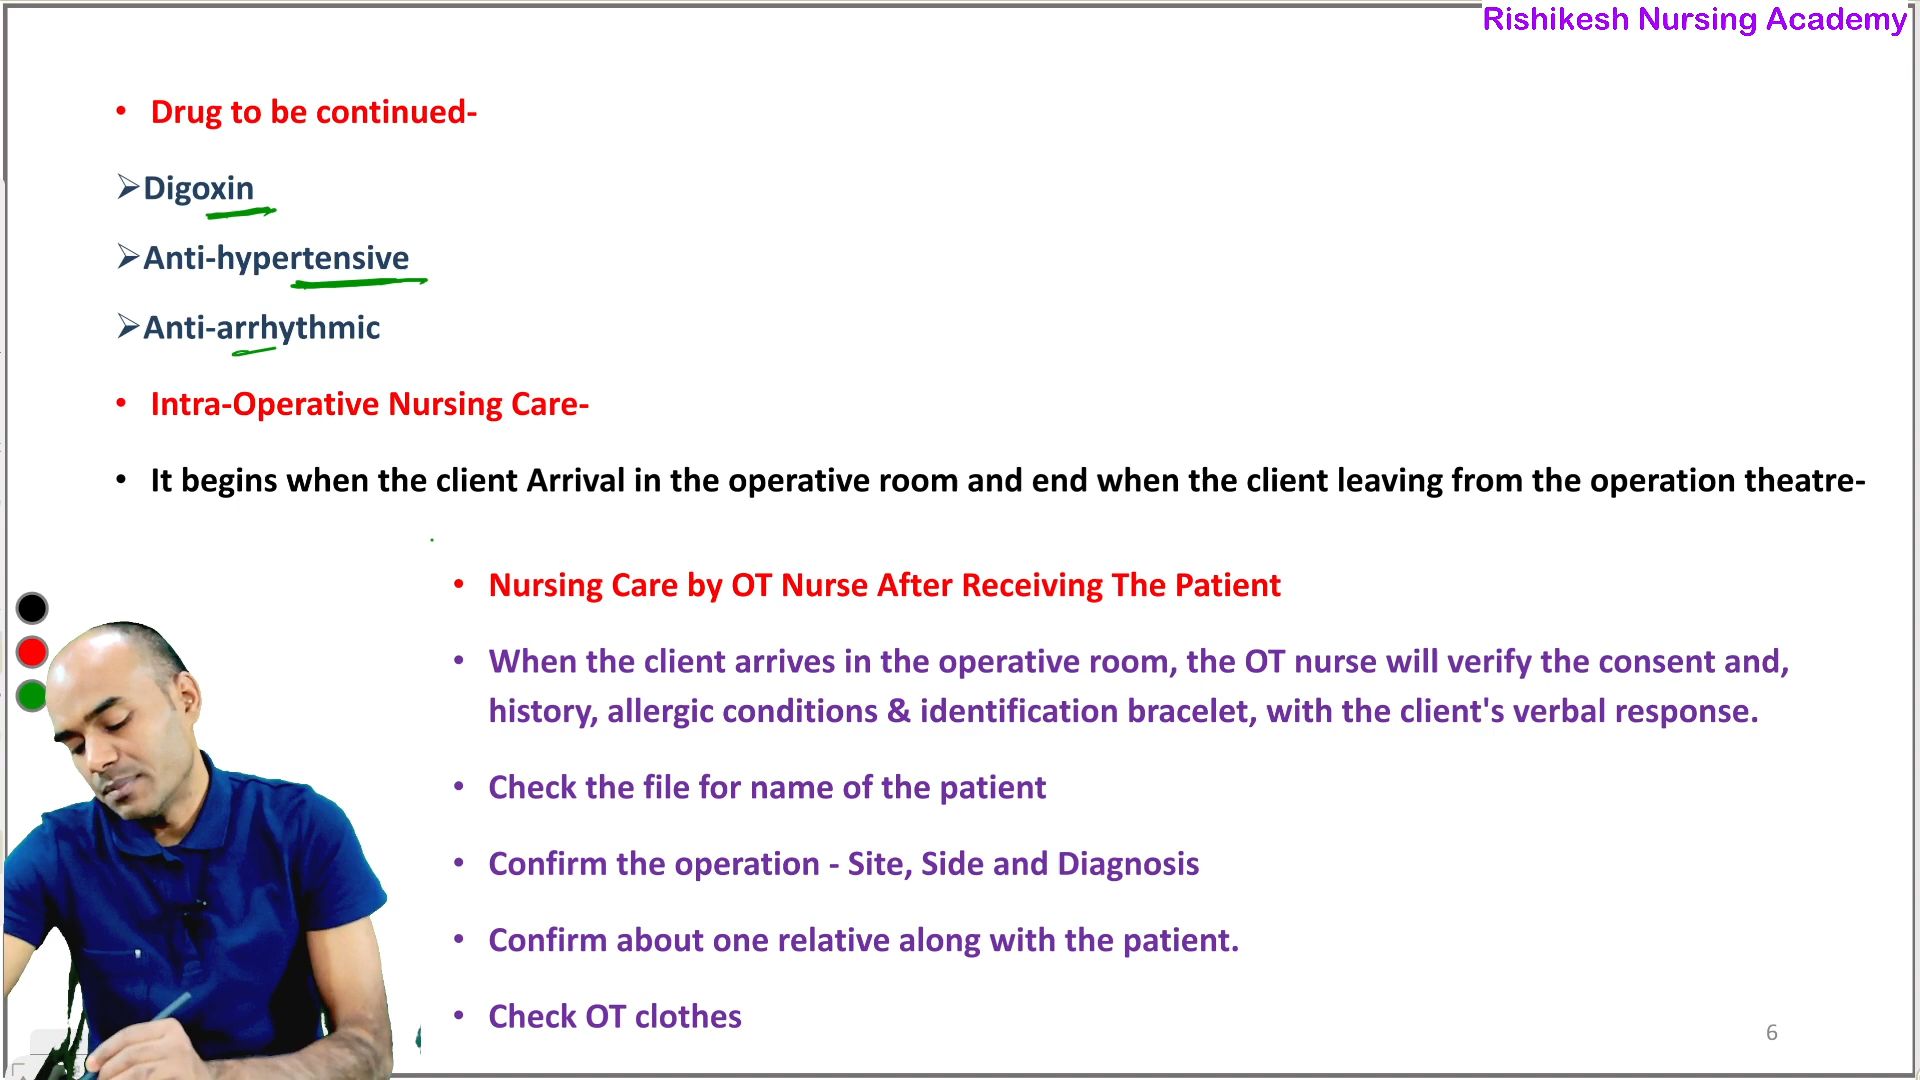 Rishikesh Nursing Academy
• Drug to be continued-
➢Digoxin
➢Anti-hypertensive
➢Anti-arrhythmic
• Intra-Operative Nursing Care-
• It begins when the client Arrival in the operative room and end when the client leaving from the operation theatre-
• Nursing Care by OT Nurse After Receiving The Patient
• When the client arrives in the operative room, the OT nurse will verify the consent and,
history, allergic conditions & identification bracelet, with the client's verbal response.
• Check the file for name of the patient
• Confirm the operation - Site, Side and Diagnosis
• Confirm about one relative along with the patient.
• Check OT clothes
6